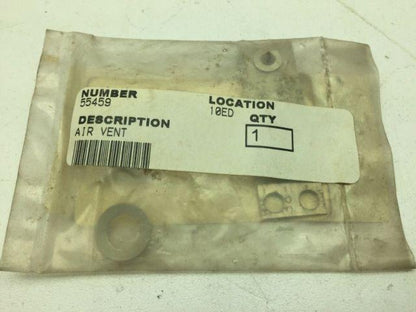 NUMBER
55459
LOCATION
10ED
DESCRIPTION
AIR VENT
QTY
1